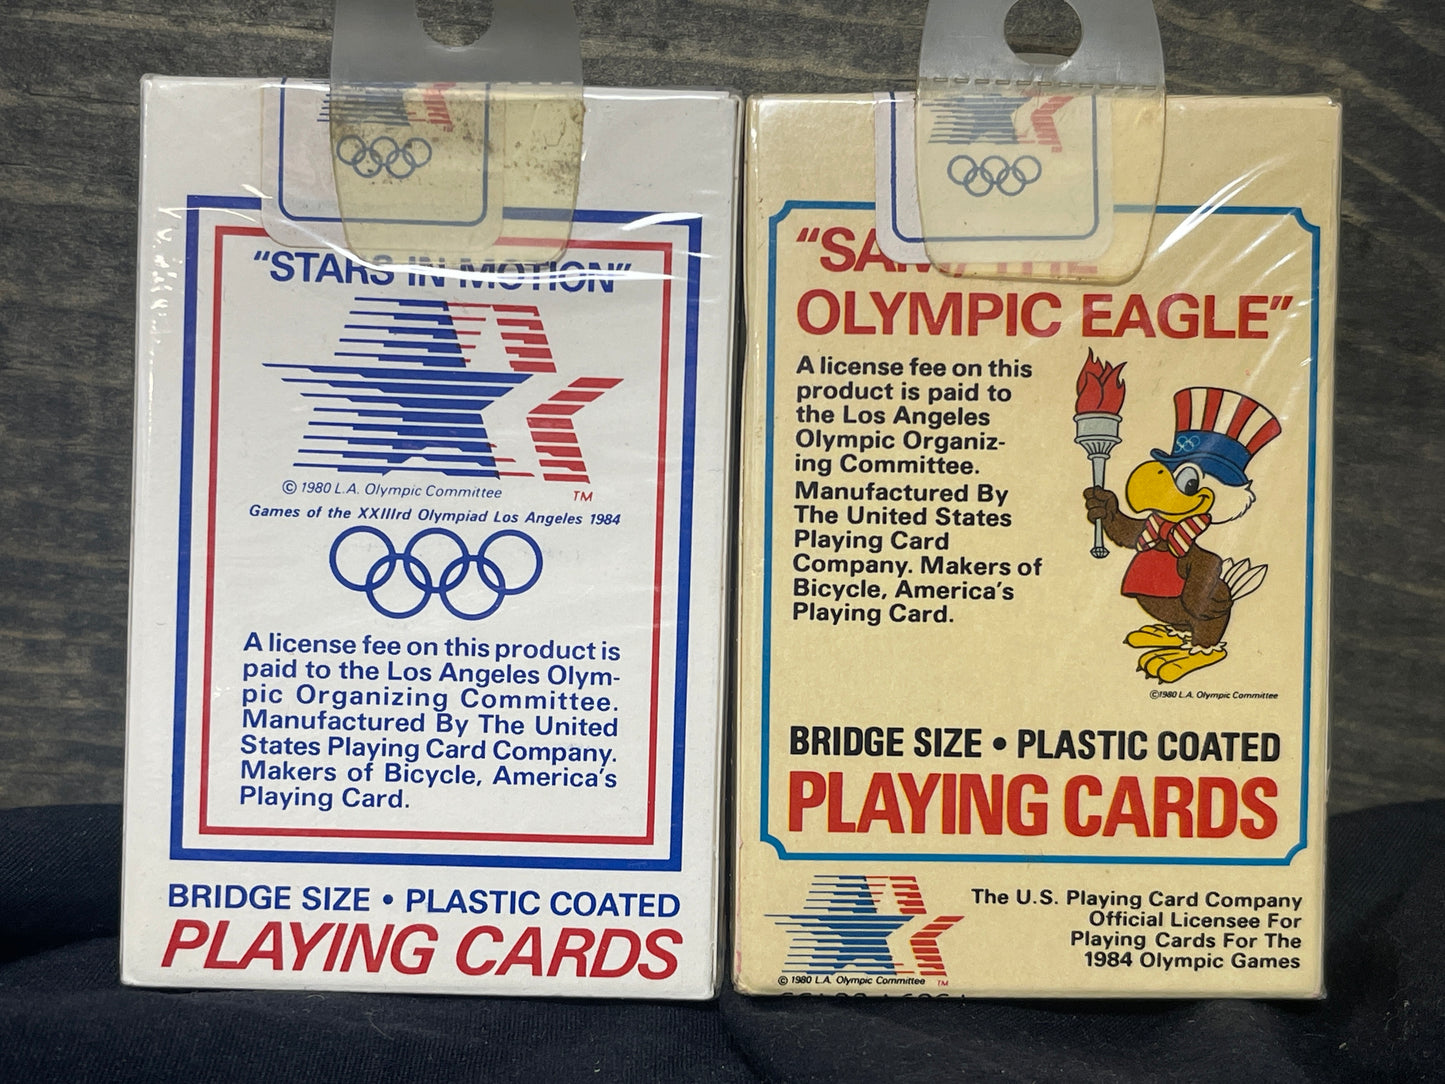 "STARS IN MOTION"
© 1980 L.A. Olympic Committee
TM
Games of the XXIIIrd Olympiad Los Angeles 1984
A license fee on this product is
paid to the Los Angeles Olym-
pic Organizing Committee.
Manufactured By The United
States Playing Card Company.
Makers of Bicycle, America's
Playing Card.
BRIDGE SIZE • PLASTIC COATED
PLAYING CARDS
"SAM THE
OLYMPIC EAGLE"
A license fee on this
product is paid to
the Los Angeles
Olympic Organiz-
ing Committee.
Manufactured By
The United States
Playing Card
Company. Makers of
Bicycle, America's
Playing Card.
©1980 L.A. Olympic Committee
BRIDGE SIZE • PLASTIC COATED
PLAYING CARDS
© 1980 L.A. Olympic Committee TM
The U.S. Playing Card Company
Official Licensee For
Playing Cards For The
1984 Olympic Games